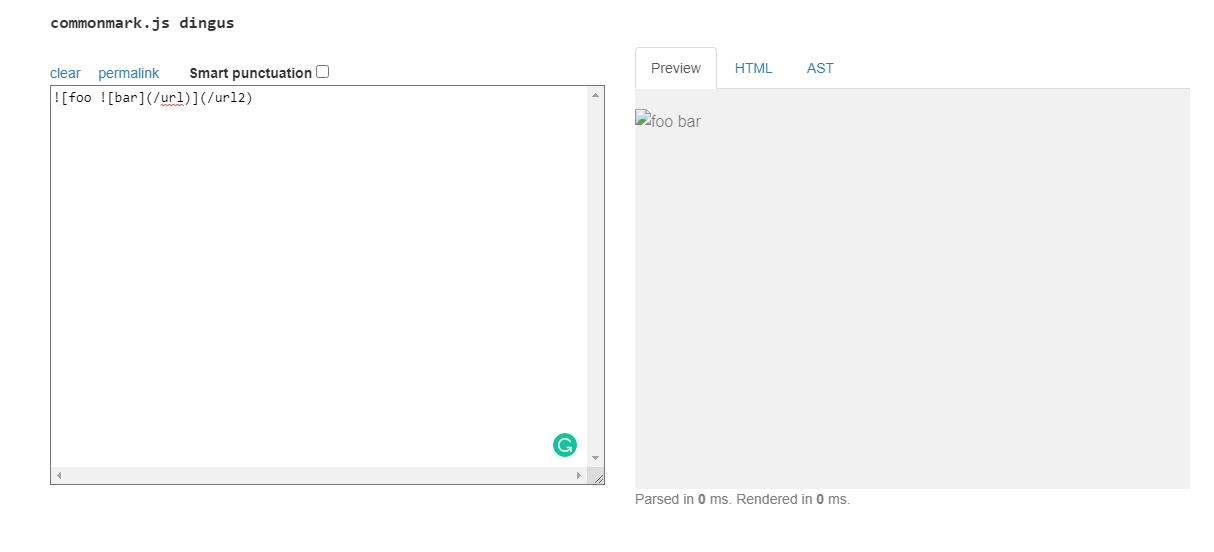 commonmark.js dingus
clear permalink Smart punctuation
![foo ![bar](/url)](/url2)
Preview HTML AST
foo bar
Parsed in 0 ms. Rendered in 0 ms.